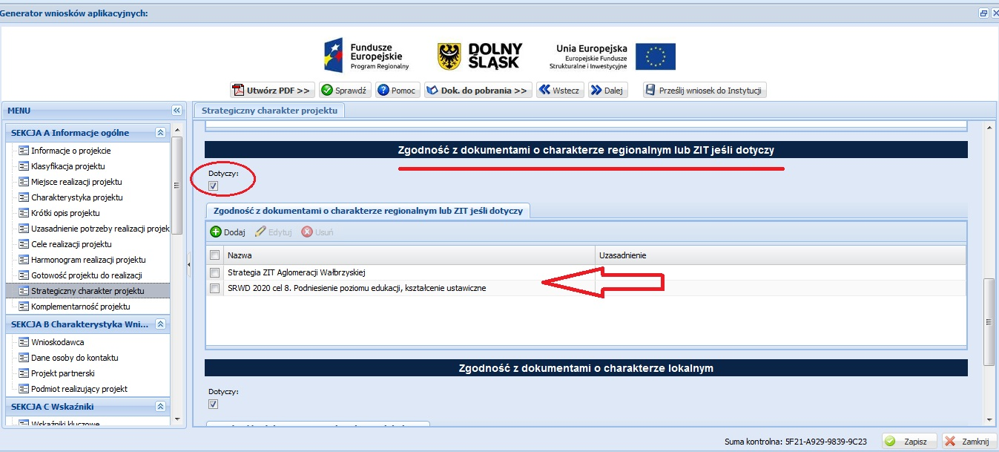 Generator wniosków aplikacyjnych:
Fundusze
Europejskie
Program Regionalny
DOLNY
ŚLĄSK
Unia Europejska
Europejskie Fundusze
Strukturalne i Inwestycyjne
Utwórz PDF >> Sprawdź Pomoc Dok. do pobrania >> Wstecz Dalej Prześlij wniosek do Instytucji
MENU
SEKCJA A Informacje ogólne
Informacje o projekcie
Klasyfikacja projektu
Miejsce realizacji projektu
Charakterystyka projektu
Krótki opis projektu
Uzasadnienie potrzeby realizacji projek
Cele realizacji projektu
Harmonogram realizacji projektu
Gotowość projektu do realizacji
Strategiczny charakter projektu
Komplementarność projektu
SEKCJA B Charakterystyka Wni...
Wnioskodawca
Dane osoby do kontaktu
Projekt partnerski
Podmiot realizujący projekt
SEKCJA C Wskaźniki
Wskaźniki kluczowe
Strategiczny charakter projektu
Zgodność z dokumentami o charakterze regionalnym lub ZIT jeśli dotyczy
Dotyczy:
Zgodność z dokumentami o charakterze regionalnym lub ZIT jeśli dotyczy
Dodaj Edytuj Usuń
Nazwa Uzasadnienie
Strategia ZIT Aglomeracji Wałbrzyskiej
SRWD 2020 cel 8. Podniesienie poziomu edukacji, kształcenie ustawiczne
Zgodność z dokumentami o charakterze lokalnym
Dotyczy:
Suma kontrolna: 5F21-A929-9839-9C23 Zapisz Zamknij